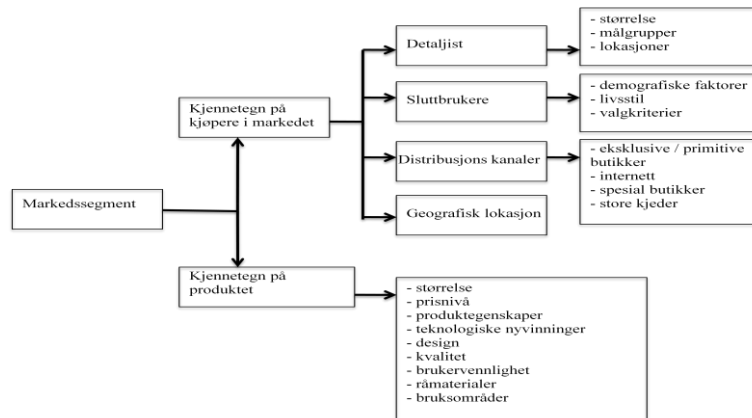 Markedssegment
Kjennetegn på
kjøpere i markedet
Detaljist
- størrelse
- målgrupper
- lokasjoner
Sluttbrukere
- demografiske faktorer
- livsstil
- valgkriterier
Distribusjons kanaler
- eksklusive / primitive
butikker
- internett
- spesial butikker
- store kjeder
Geografisk lokasjon
Kjennetegn på
produktet
- størrelse
- prisnivå
- produktegenskaper
- teknologiske nyvinninger
- design
- kvalitet
- brukervennlighet
- råmaterialer
- bruksområder